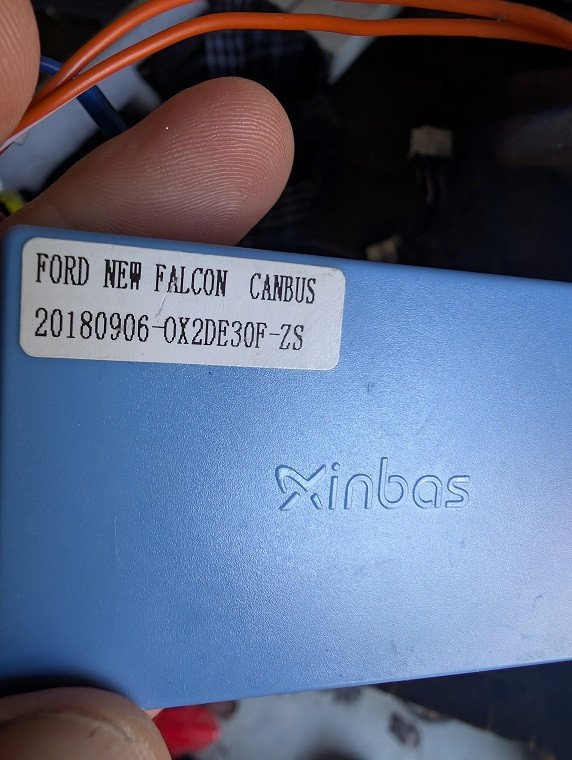 FORD NEW FALCON CANBUS
20180906-0X2DE30F-ZS
Xinbas